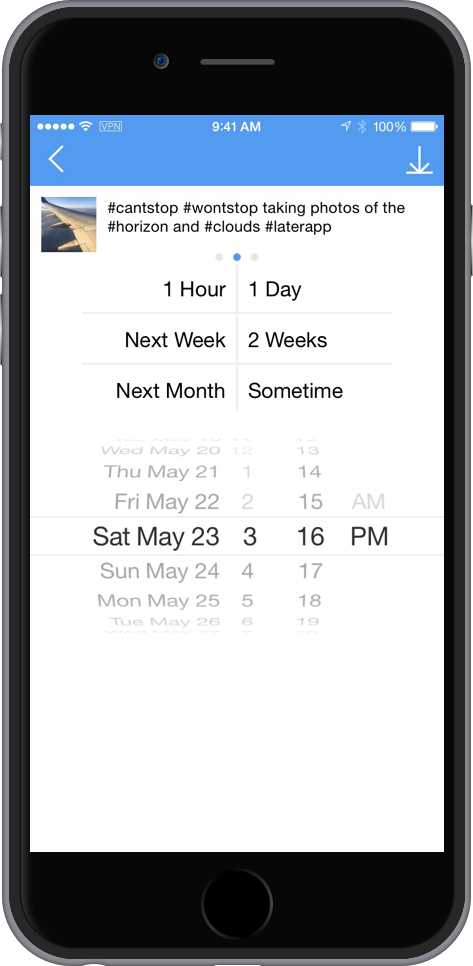 VPN 9:41 AM 100%
#cantstop #wontstop taking photos of the
#horizon and #clouds #laterapp
1 Hour 1 Day
Next Week 2 Weeks
Next Month Sometime
Wed May 20 12 13
Thu May 21 1 14
Fri May 22 2 15 AM
Sat May 23 3 16 PM
Sun May 24 4 17
Mon May 25 5 18
Tue May 26 6 19